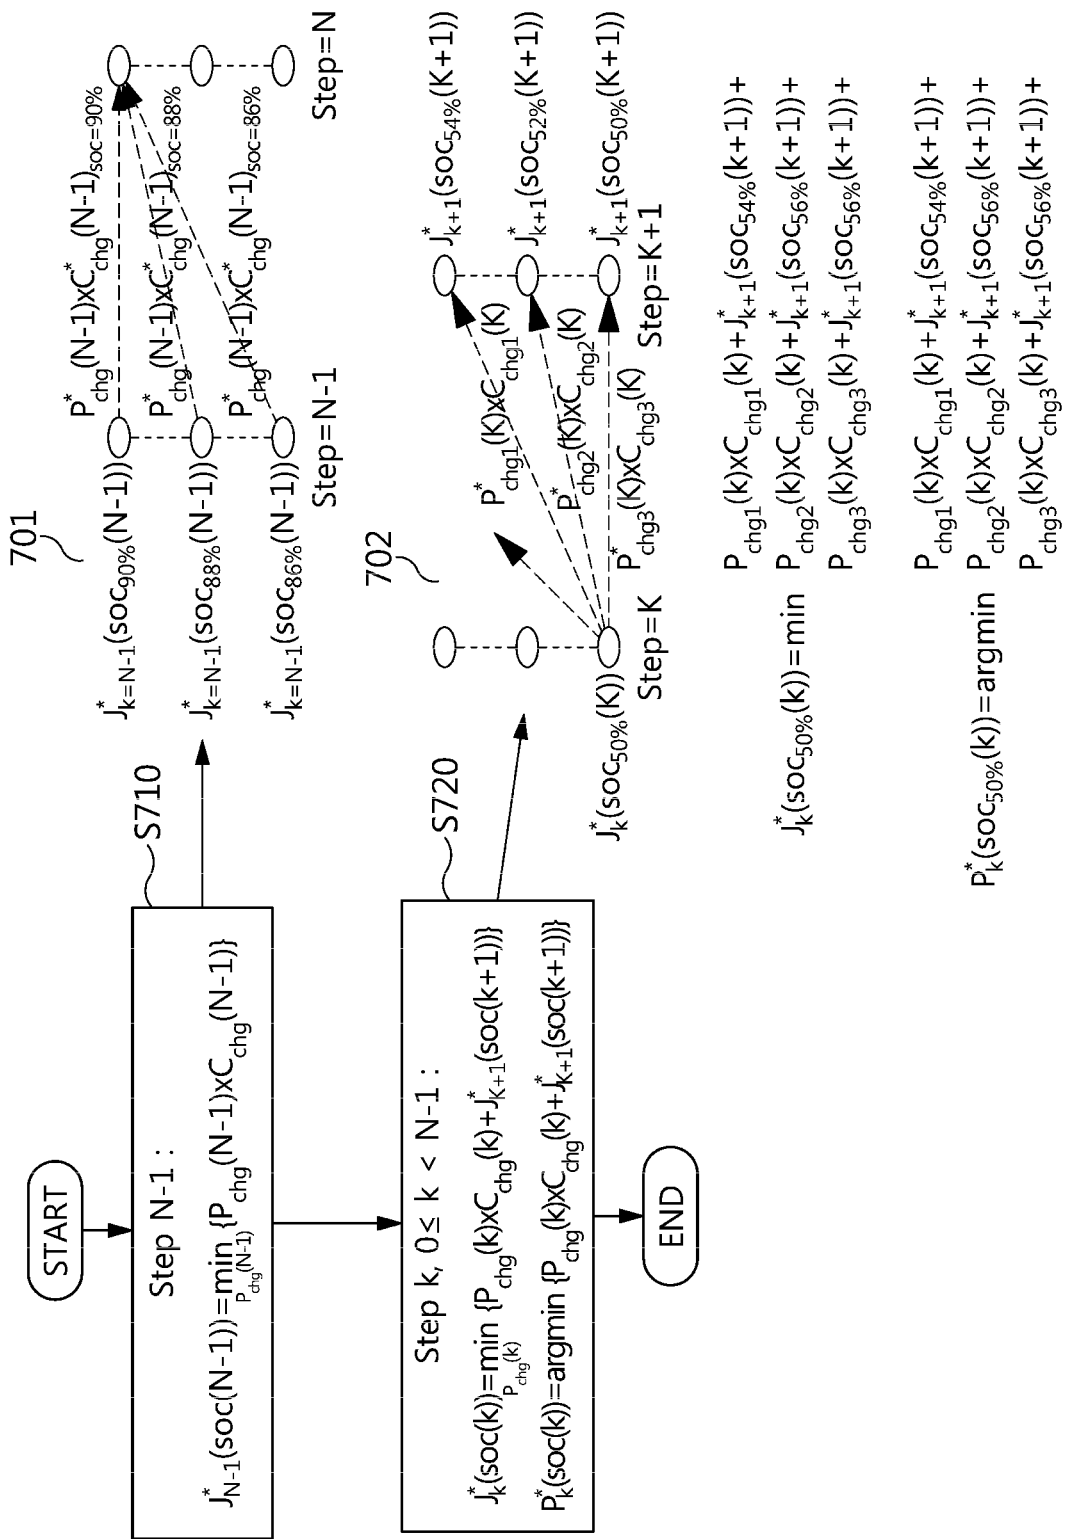 START
Step N-1 :
J*N-1(soc(N-1))=min {Pchg(N-1)xCchg(N-1)}
Pchg(N-1)
S710
Step k, 0≤ k < N-1 :
J*k(soc(k))=min {Pchg(k)xCchg(k)+J*K+1(soc(k+1))}
Pchg(k)
P*k(soc(k))=argmin {Pchg(k)xCchg(k)+J*K+1(soc(k+1))}
S720
END
701
J*k=N-1(soc90%(N-1))
P*chg(N-1)xC*chg(N-1)soc=90%
J*k=N-1(soc88%(N-1))
P*chg(N-1)xC*chg(N-1)soc=88%
J*k=N-1(soc86%(N-1))
P*chg(N-1)xC*chg(N-1)soc=86%
Step=N-1
Step=N
702
J*k+1(soc54%(K+1))
P*chg1(K)xCchg1(K)
J*k+1(soc52%(K+1))
P*chg2(K)xCchg2(K)
J*k+1(soc50%(K+1))
P*chg3(K)xCchg3(K)
J*k(soc50%(K))
Step=K
Step=K+1
Pchg1(k)xCchg1(k)+J*k+1(soc54%(k+1))+
J*k(soc50%(k))=min Pchg2(k)xCchg2(k)+J*k+1(soc56%(k+1))+
Pchg3(k)xCchg3(k)+J*k+1(soc56%(k+1))+
Pchg1(k)xCchg1(k)+J*k+1(soc54%(k+1))+
P*k(soc50%(k))=argmin Pchg2(k)xCchg2(k)+J*k+1(soc56%(k+1))+
Pchg3(k)xCchg3(k)+J*k+1(soc56%(k+1))+